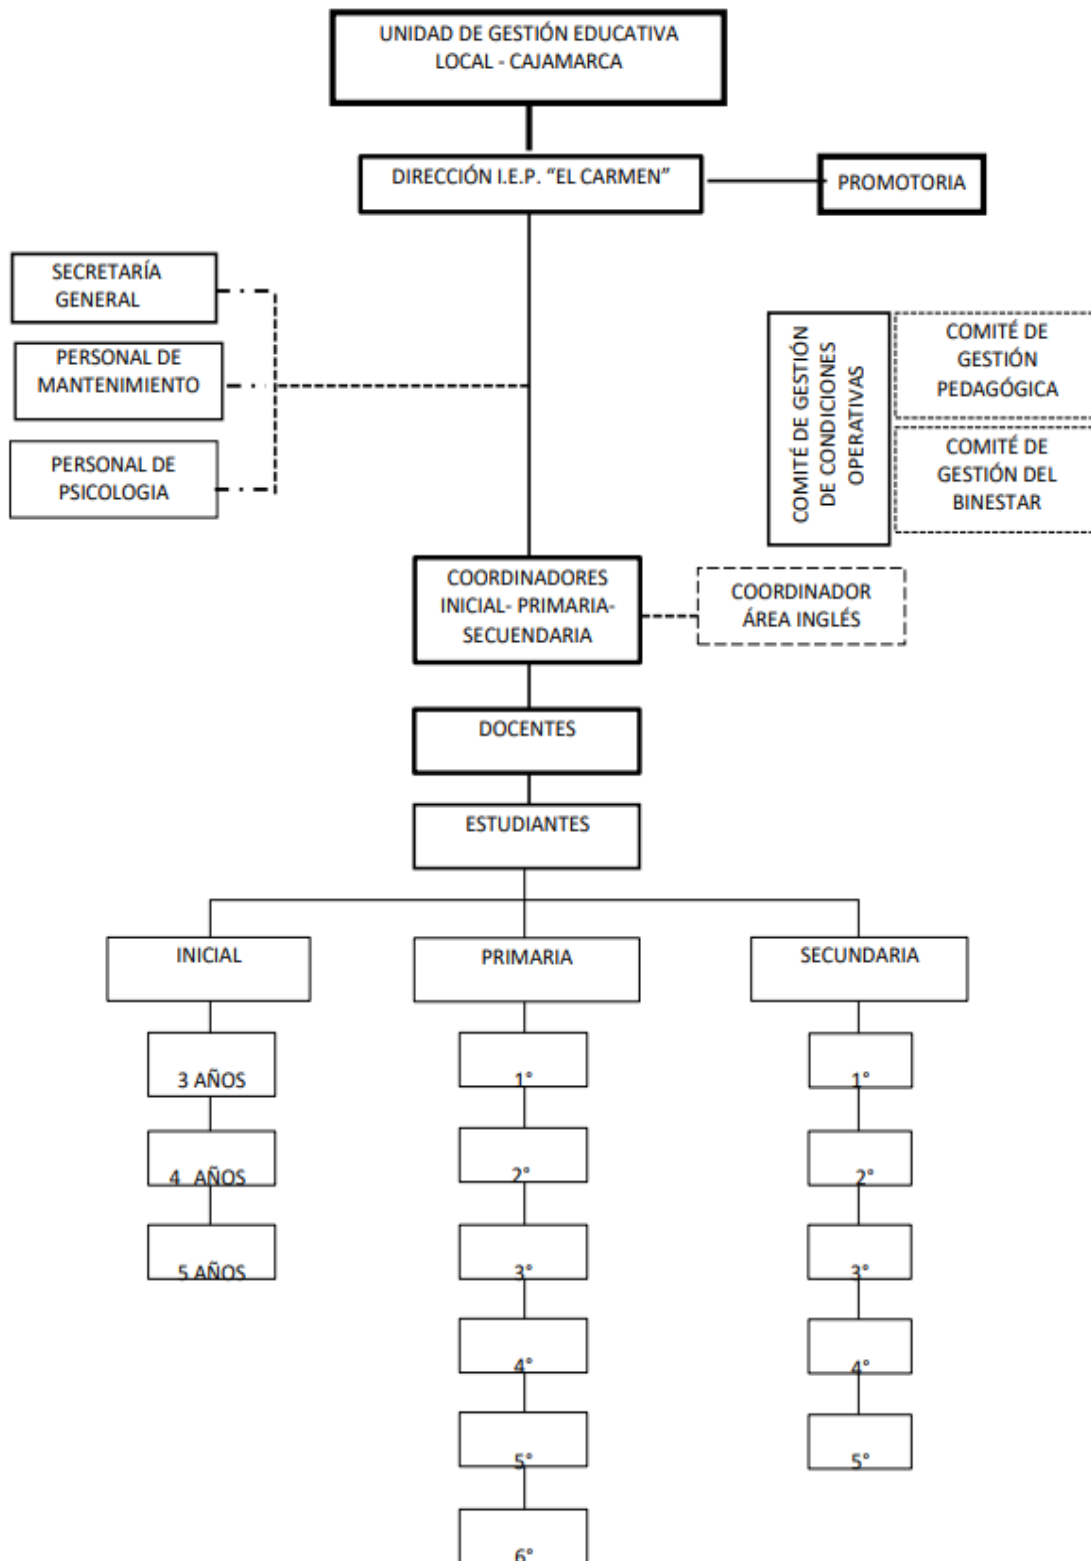 UNIDAD DE GESTIÓN EDUCATIVA
LOCAL - CAJAMARCA
DIRECCIÓN I.E.P. “EL CARMEN”
PROMOTORIA
SECRETARÍA
GENERAL
PERSONAL DE
MANTENIMIENTO
PERSONAL DE
PSICOLOGIA
COMITÉ DE GESTIÓN
DE CONDICIONES
OPERATIVAS
COMITÉ DE
GESTIÓN
PEDAGÓGICA
COMITÉ DE
GESTIÓN DEL
BINESTAR
COORDINADORES
INICIAL- PRIMARIA-
SECUENDARIA
COORDINADOR
ÁREA INGLÉS
DOCENTES
ESTUDIANTES
INICIAL
3 AÑOS
4 AÑOS
5 AÑOS
PRIMARIA
1°
2°
3°
4°
5°
6°
SECUNDARIA
1°
2°
3°
4°
5°